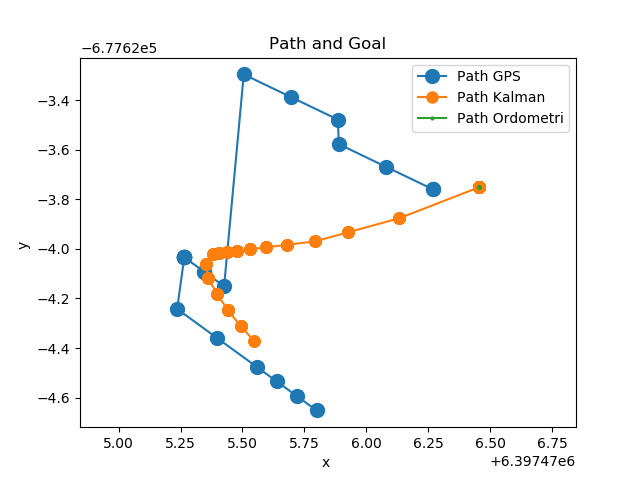 Path and Goal
−6.7762e5
Path GPS
Path Kalman
Path Ordometri
−3.4
−3.6
−3.8
−4.0
−4.2
−4.4
−4.6
y
5.00 5.25 5.50 5.75 6.00 6.25 6.50 6.75
x
+6.39747e6